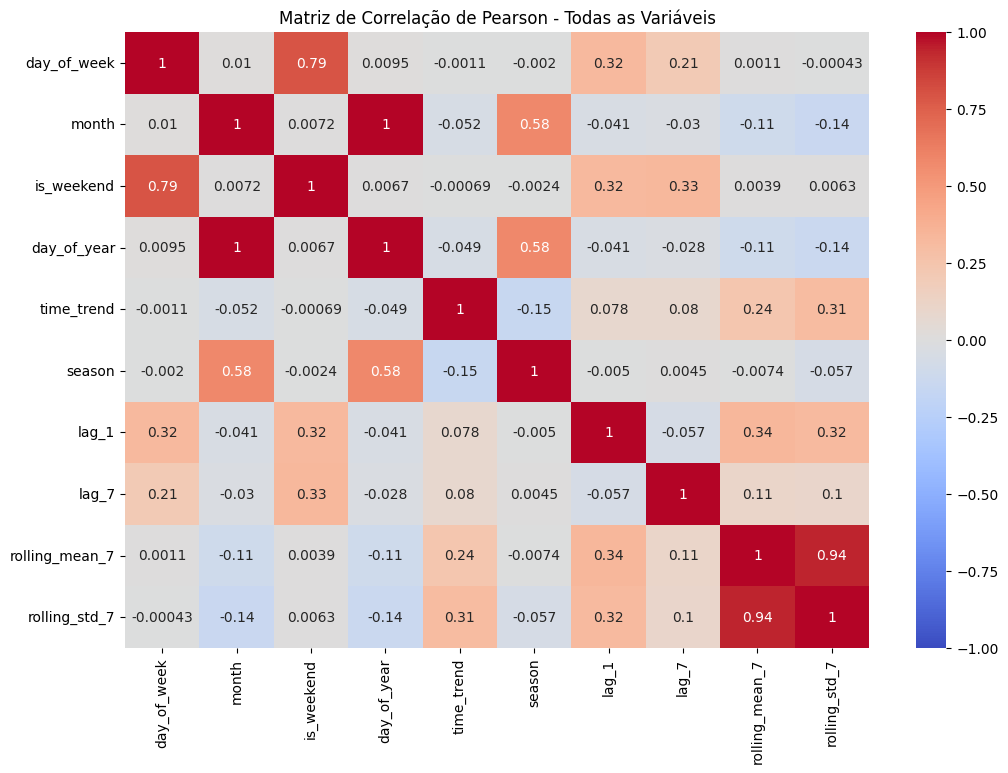 Matriz de Correlação de Pearson - Todas as Variáveis
day_of_week 1 0.01 0.79 0.0095 -0.0011 -0.002 0.32 0.21 0.0011 -0.00043
month 0.01 1 0.0072 1 -0.052 0.58 -0.041 -0.03 -0.11 -0.14
is_weekend 0.79 0.0072 1 0.0067 -0.00069 -0.0024 0.32 0.33 0.0039 0.0063
day_of_year 0.0095 1 0.0067 1 -0.049 0.58 -0.041 -0.028 -0.11 -0.14
time_trend -0.0011 -0.052 -0.00069 -0.049 1 -0.15 0.078 0.08 0.24 0.31
season -0.002 0.58 -0.0024 0.58 -0.15 1 -0.005 0.0045 -0.0074 -0.057
lag_1 0.32 -0.041 0.32 -0.041 0.078 -0.005 1 -0.057 0.34 0.32
lag_7 0.21 -0.03 0.33 -0.028 0.08 0.0045 -0.057 1 0.11 0.1
rolling_mean_7 0.0011 -0.11 0.0039 -0.11 0.24 -0.0074 0.34 0.11 1 0.94
rolling_std_7 -0.00043 -0.14 0.0063 -0.14 0.31 -0.057 0.32 0.1 0.94 1
day_of_week
month
is_weekend
day_of_year
time_trend
season
lag_1
lag_7
rolling_mean_7
rolling_std_7
1.00
0.75
0.50
0.25
0.00
-0.25
-0.50
-0.75
-1.00